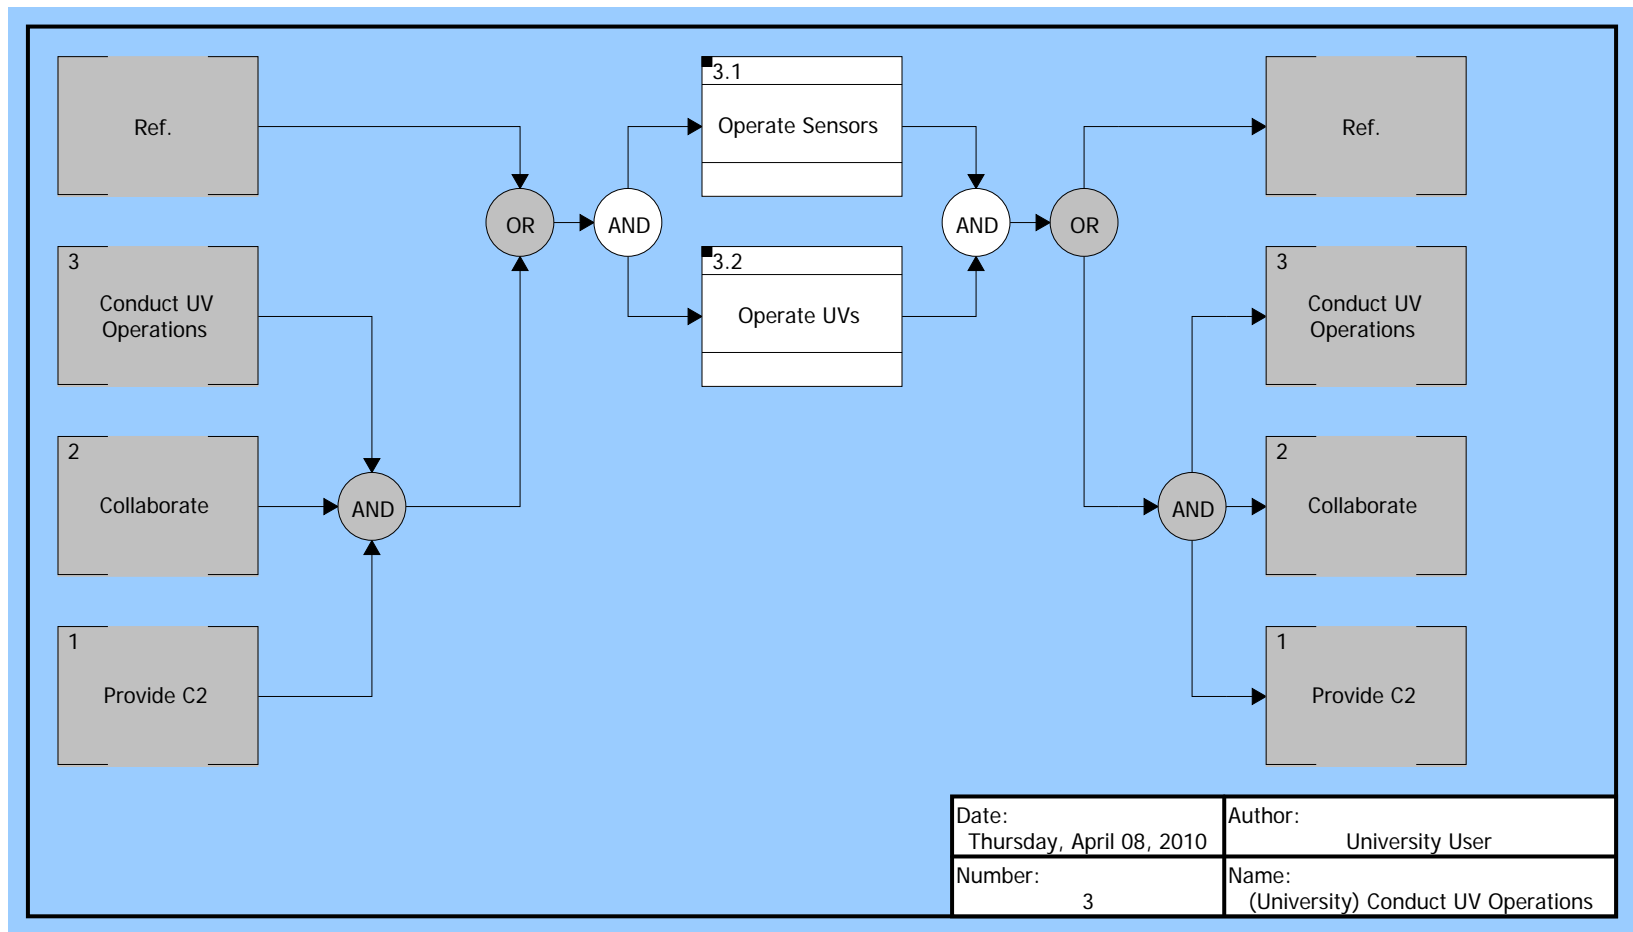 Ref.
3.1
Operate Sensors
Ref.
OR
AND
AND
OR
3
Conduct UV
Operations
3.2
Operate UVs
3
Conduct UV
Operations
2
Collaborate
AND
AND
2
Collaborate
1
Provide C2
1
Provide C2
Date:
Thursday, April 08, 2010
Author:
University User
Number:
3
Name:
(University) Conduct UV Operations